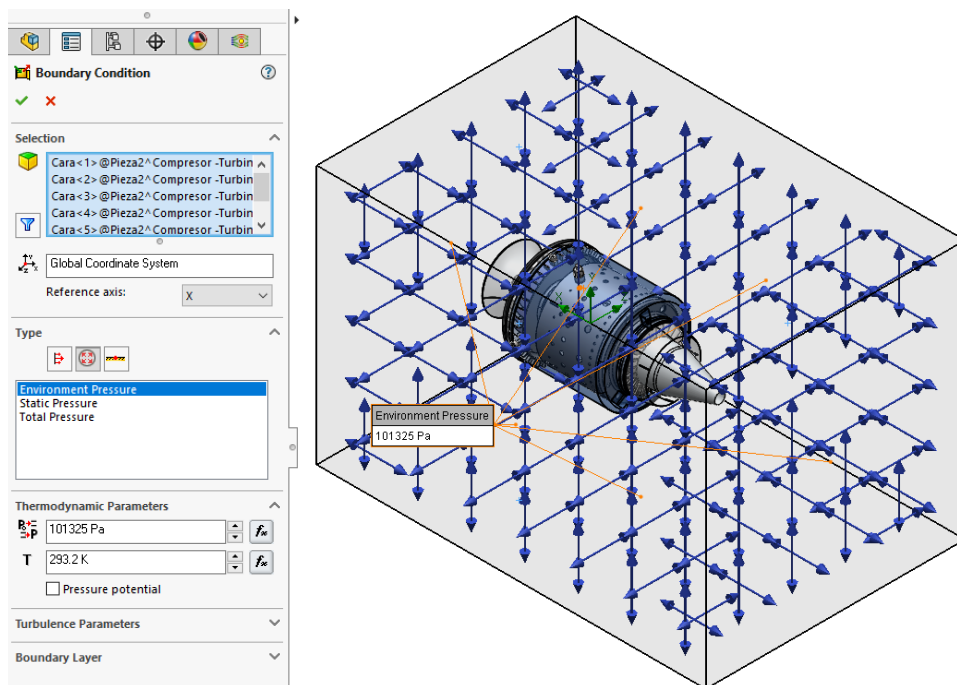 Boundary Condition
Selection
Cara<1>@Pieza2^Compresor -Turbin
Cara<2>@Pieza2^Compresor -Turbin
Cara<3>@Pieza2^Compresor -Turbin
Cara<4>@Pieza2^Compresor -Turbin
Cara<5>@Pieza2^Compresor -Turbin
Global Coordinate System
Reference axis:
X
Type
Environment Pressure
Static Pressure
Total Pressure
Thermodynamic Parameters
101325 Pa
T
293.2 K
Pressure potential
Turbulence Parameters
Boundary Layer
Environment Pressure
101325 Pa